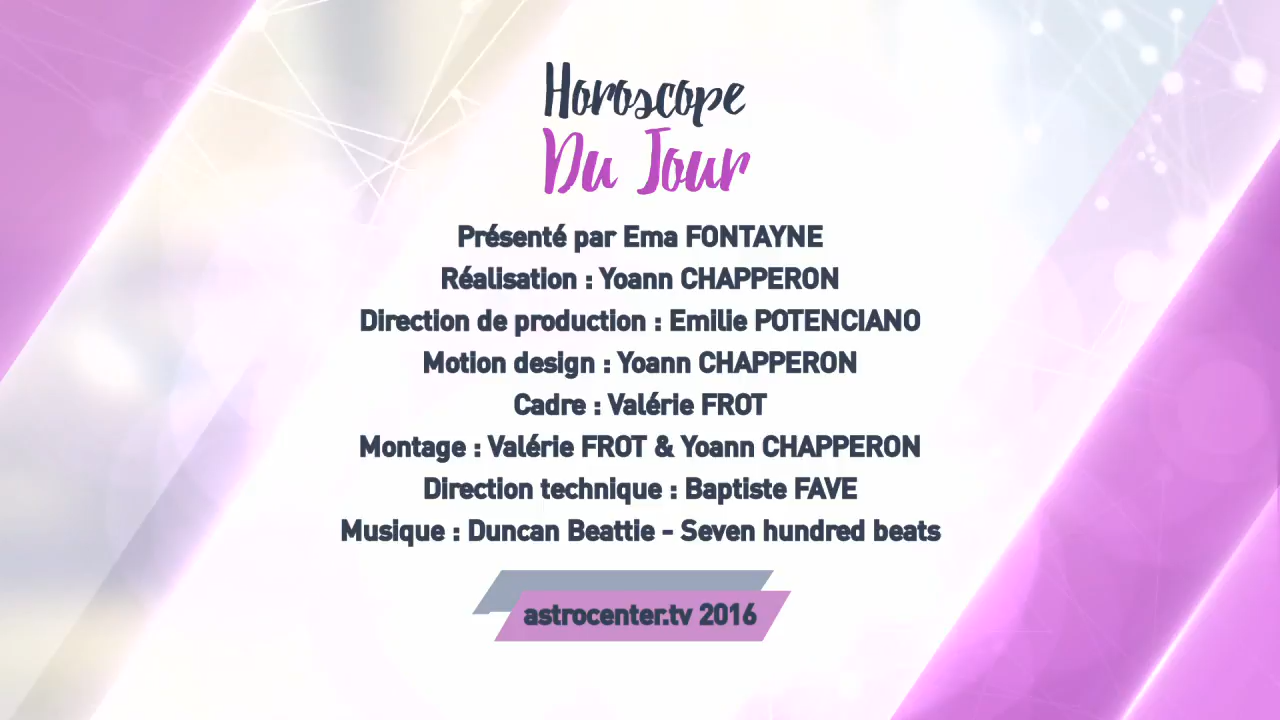 Horoscope
Du Jour
Présenté par Ema FONTAYNE
Réalisation : Yoann CHAPPERON
Direction de production : Emilie POTENCIANO
Motion design : Yoann CHAPPERON
Cadre : Valérie FROT
Montage : Valérie FROT & Yoann CHAPPERON
Direction technique : Baptiste FAVE
Musique : Duncan Beattie - Seven hundred beats
astrocenter.tv 2016